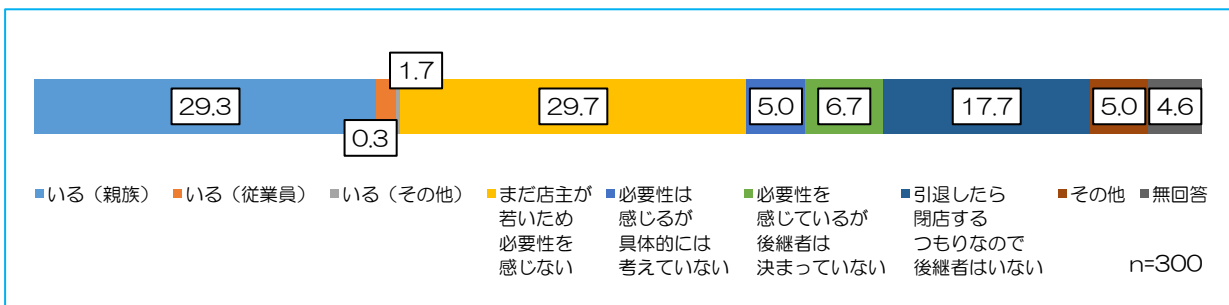 1.7
29.3
29.7
5.0
6.7
17.7
5.0
4.6
0.3
■いる（親族） ■いる（従業員） ■いる（その他） ■まだ店主が
若いため
必要性を
感じない
■必要性は
感じるが
具体的には
考えていない
■必要性を
感じているが
後継者は
決まっていない
■引退したら
閉店する
つもりなので
後継者はいない
■その他 ■無回答
n=300